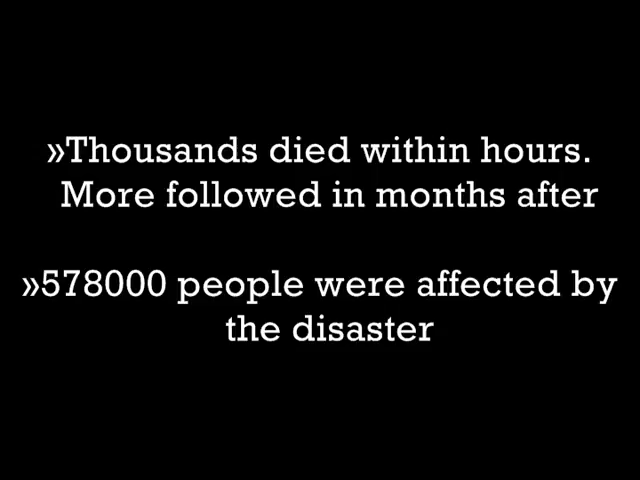 »Thousands died within hours.
More followed in months after
»578000 people were affected by
the disaster